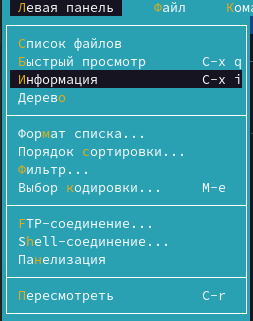 Левая панель Файл Кома
Список файлов
Быстрый просмотр C-x q
Информация C-x i
Дерево
Формат списка...
Порядок сортировки...
Фильтр...
Выбор кодировки... M-e
FTP-соединение...
Shell-соединение...
Панелизация
Пересмотреть C-r